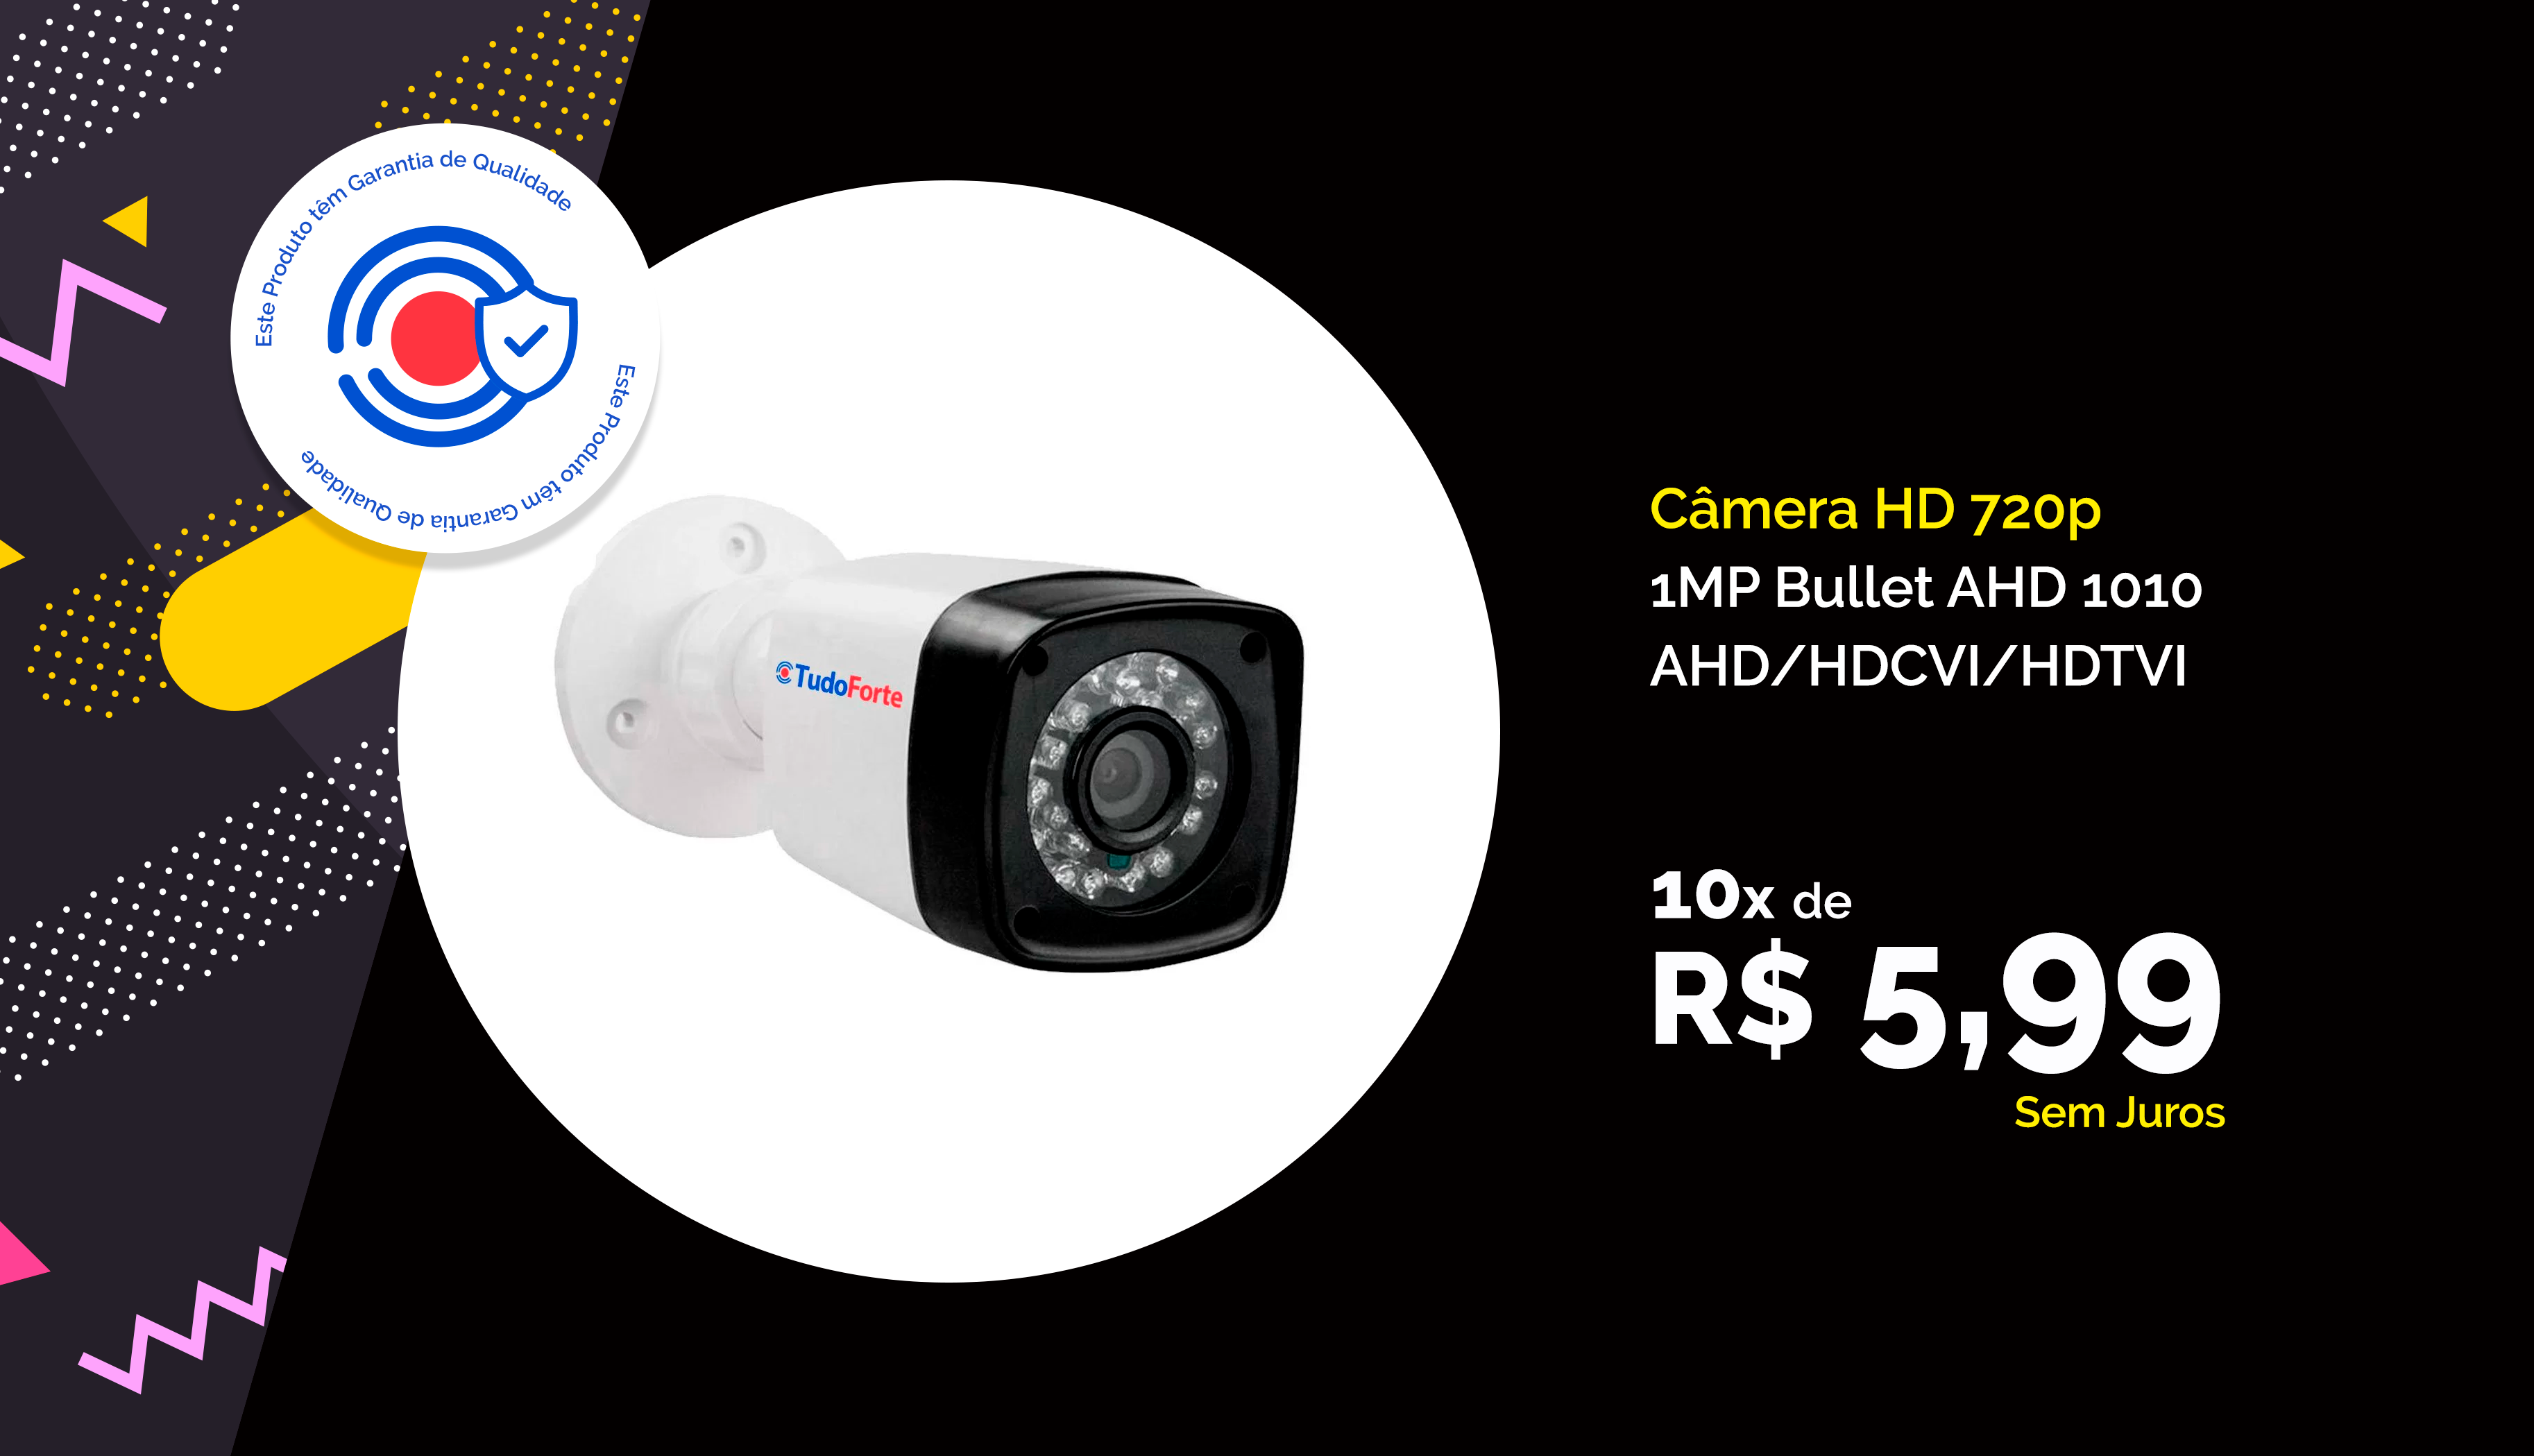 Este Produto têm Garantia de Qualidade
Este Produto têm Garantia de Qualidade
TudoForte
Câmera HD 720p
1MP Bullet AHD 1010
AHD/HDCVI/HDTVI
10x de
R$ 5,99
Sem Juros